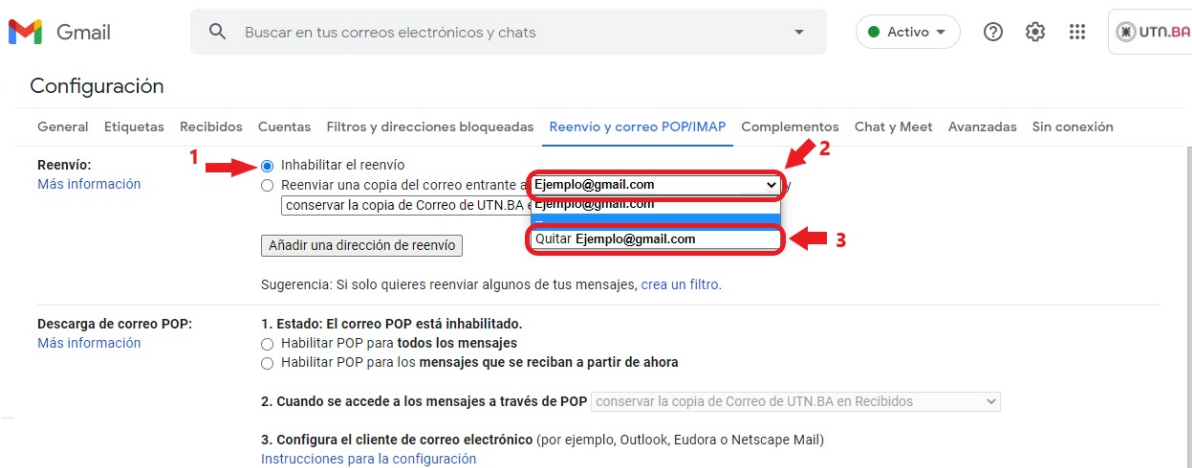 Gmail
Buscar en tus correos electrónicos y chats
Activo
UTN.BA
Configuración
General Etiquetas Recibidos Cuentas Filtros y direcciones bloqueadas Reenvío y correo POP/IMAP Complementos Chat y Meet Avanzadas Sin conexión
2
Reenvío:
1
Inhabilitar el reenvío
Más información
Reenviar una copia del correo entrante a Ejemplo@gmail.com y
conservar la copia de Correo de UTN.BA Ejemplo@gmail.com
Añadir una dirección de reenvío
Quitar Ejemplo@gmail.com
3
Sugerencia: Si solo quieres reenviar algunos de tus mensajes, crea un filtro.
Descarga de correo POP:
Más información
1. Estado: El correo POP está inhabilitado.
Habilitar POP para todos los mensajes
Habilitar POP para los mensajes que se reciban a partir de ahora
2. Cuando se accede a los mensajes a través de POP conservar la copia de Correo de UTN.BA en Recibidos
3. Configura el cliente de correo electrónico (por ejemplo, Outlook, Eudora o Netscape Mail)
Instrucciones para la configuración